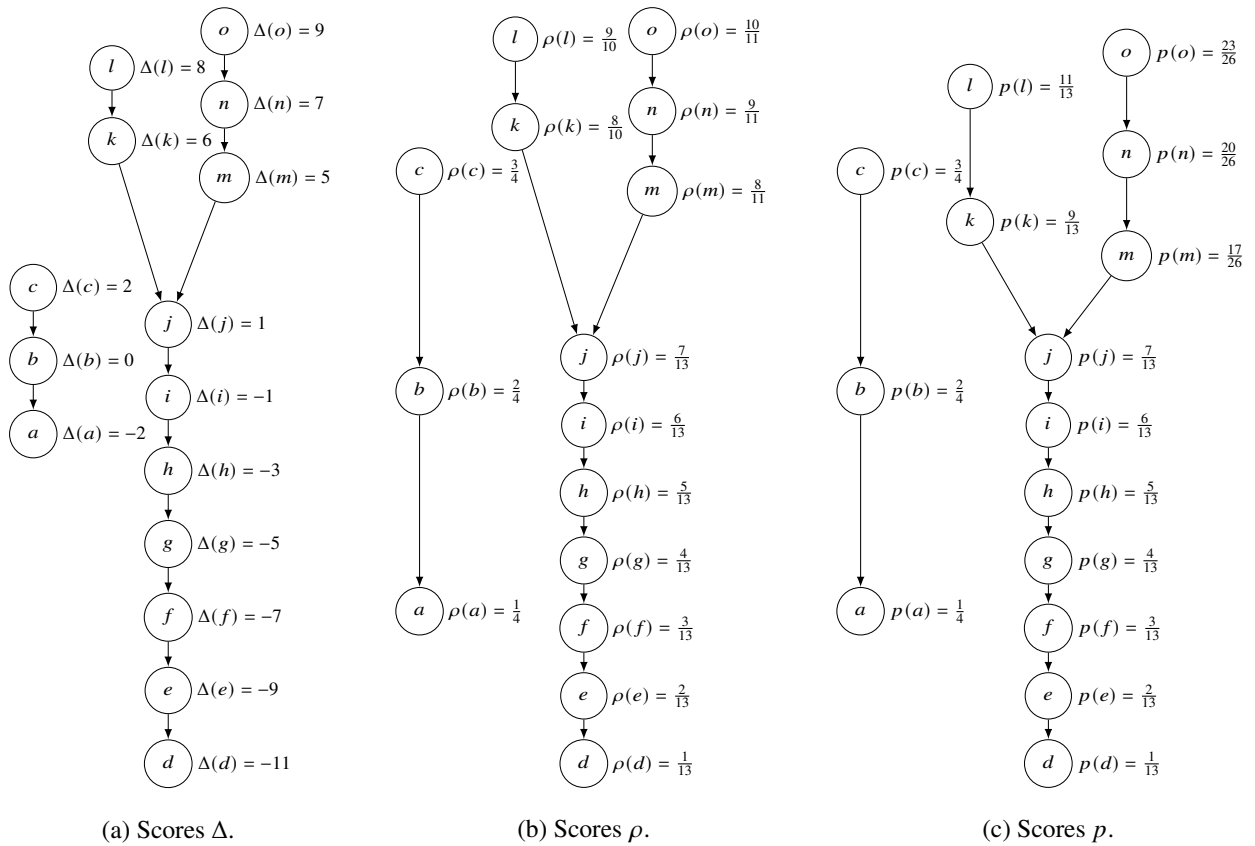 o Δ(o) = 9
l Δ(l) = 8
n Δ(n) = 7
k Δ(k) = 6
m Δ(m) = 5
c Δ(c) = 2
j Δ(j) = 1
b Δ(b) = 0
i Δ(i) = −1
a Δ(a) = −2
h Δ(h) = −3
g Δ(g) = −5
f Δ(f) = −7
e Δ(e) = −9
d Δ(d) = −11
(a) Scores Δ.
l ρ(l) = 9/10
o ρ(o) = 10/11
n ρ(n) = 9/11
k ρ(k) = 8/10
c ρ(c) = 3/4
m ρ(m) = 8/11
j ρ(j) = 7/13
b ρ(b) = 2/4
i ρ(i) = 6/13
h ρ(h) = 5/13
g ρ(g) = 4/13
a ρ(a) = 1/4
f ρ(f) = 3/13
e ρ(e) = 2/13
d ρ(d) = 1/13
(b) Scores ρ.
o p(o) = 23/26
l p(l) = 11/13
n p(n) = 20/26
c p(c) = 3/4
k p(k) = 9/13
m p(m) = 17/26
j p(j) = 7/13
b p(b) = 2/4
i p(i) = 6/13
h p(h) = 5/13
g p(g) = 4/13
a p(a) = 1/4
f p(f) = 3/13
e p(e) = 2/13
d p(d) = 1/13
(c) Scores p.